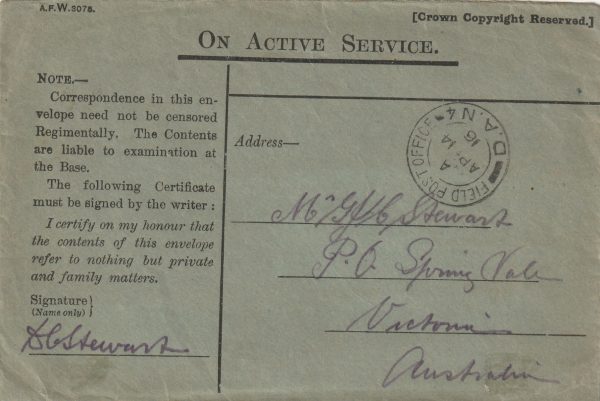 A.F.W.3078.
[Crown Copyright Reserved.]
ON ACTIVE SERVICE.
NOTE.—
Correspondence in this en-
velope need not be censored
Regimentally. The Contents
are liable to examination at
the Base.
The following Certificate
must be signed by the writer :
I certify on my honour that
the contents of this envelope
refer to nothing but private
and family matters.
Signature}
(Name only)}
Stewart
Address—
FIELD POST OFFICE
A
AP 14
16
D.A.N4
Stewart
P.O. Spring Vale
Victoria
Australia